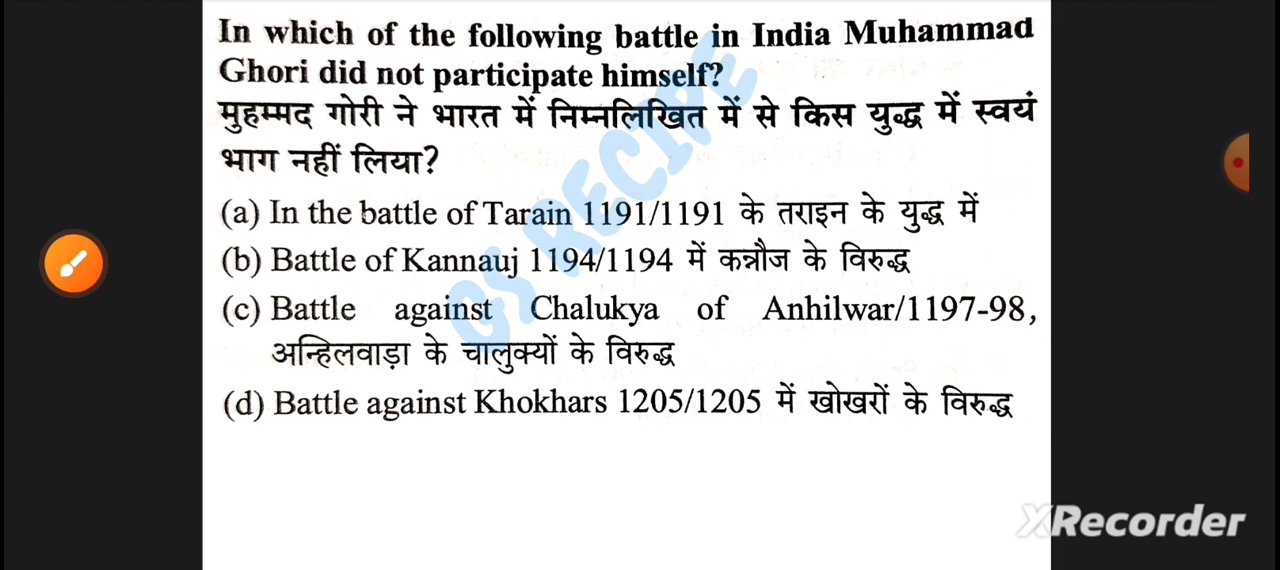 In which of the following battle in India Muhammad
Ghori did not participate himself?
मुहम्मद गोरी ने भारत में निम्नलिखित में से किस युद्ध में स्वयं
भाग नहीं लिया?
(a) In the battle of Tarain 1191/1191 के तराइन के युद्ध में
(b) Battle of Kannauj 1194/1194 में कन्नौज के विरुद्ध
(c) Battle against Chalukya of Anhilwar/1197-98,
अन्हिलवाड़ा के चालुक्यों के विरुद्ध
(d) Battle against Khokhars 1205/1205 में खोखरों के विरुद्ध
GS RECIPE
XRecorder